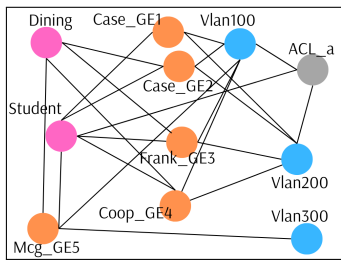 Dining
Case_GE1
Vlan100
ACL_a
Case_GE2
Student
Frank_GE3
Vlan200
Coop_GE4
Vlan300
Mcg_GE5